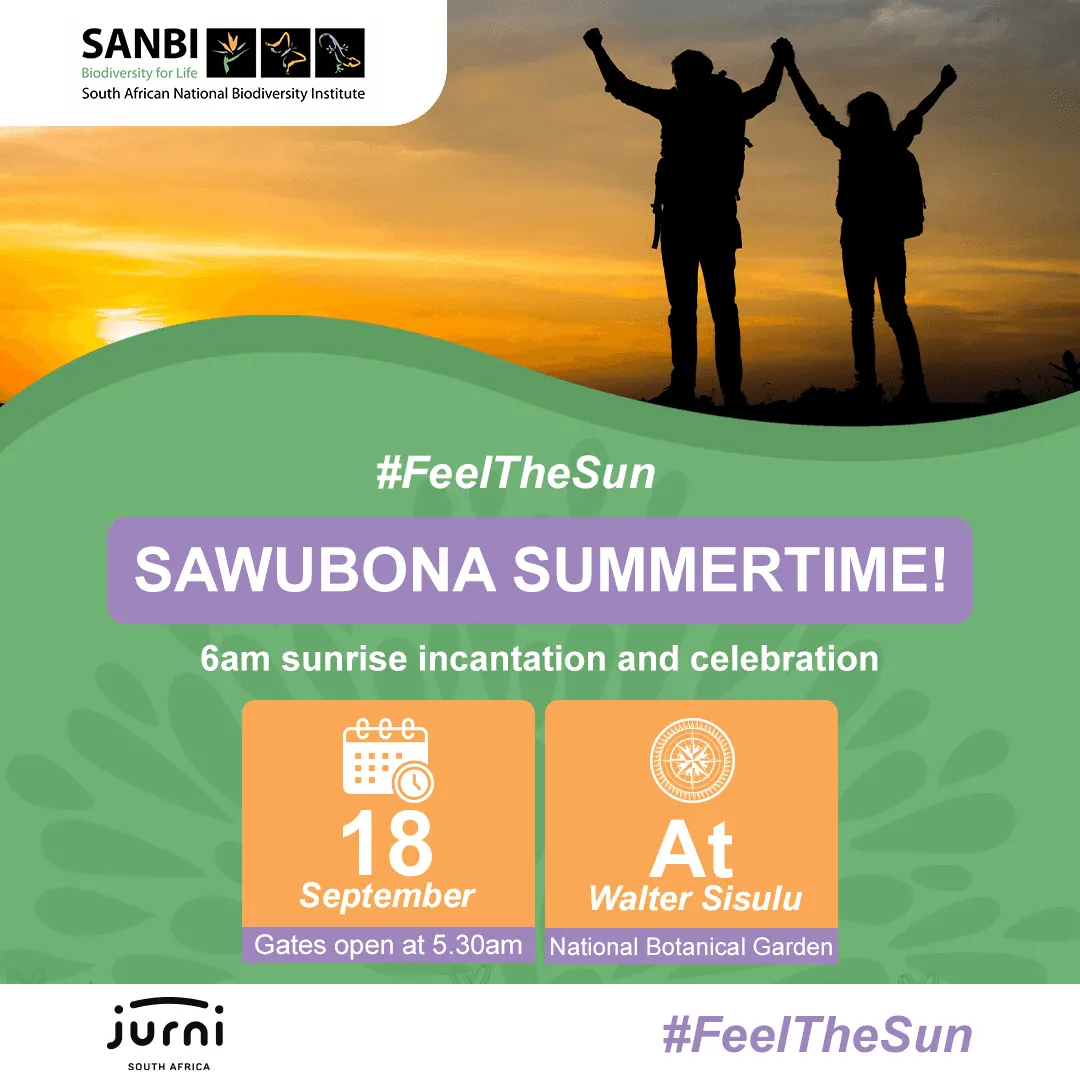 SANBI
Biodiversity for Life
South African National Biodiversity Institute
#FeelTheSun
SAWUBONA SUMMERTIME!
6am sunrise incantation and celebration
18
September
Gates open at 5.30am
At
Walter Sisulu
National Botanical Garden
jurni
SOUTH AFRICA
#FeelTheSun